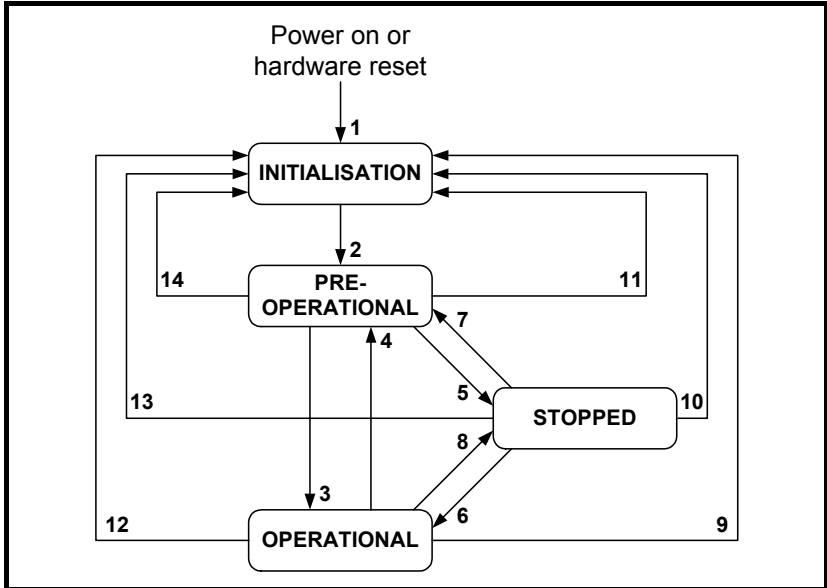 Power on or
hardware reset
1
INITIALISATION
2
14
PRE-
OPERATIONAL
11
4
7
5
13
STOPPED
10
8
3
6
12
OPERATIONAL
9